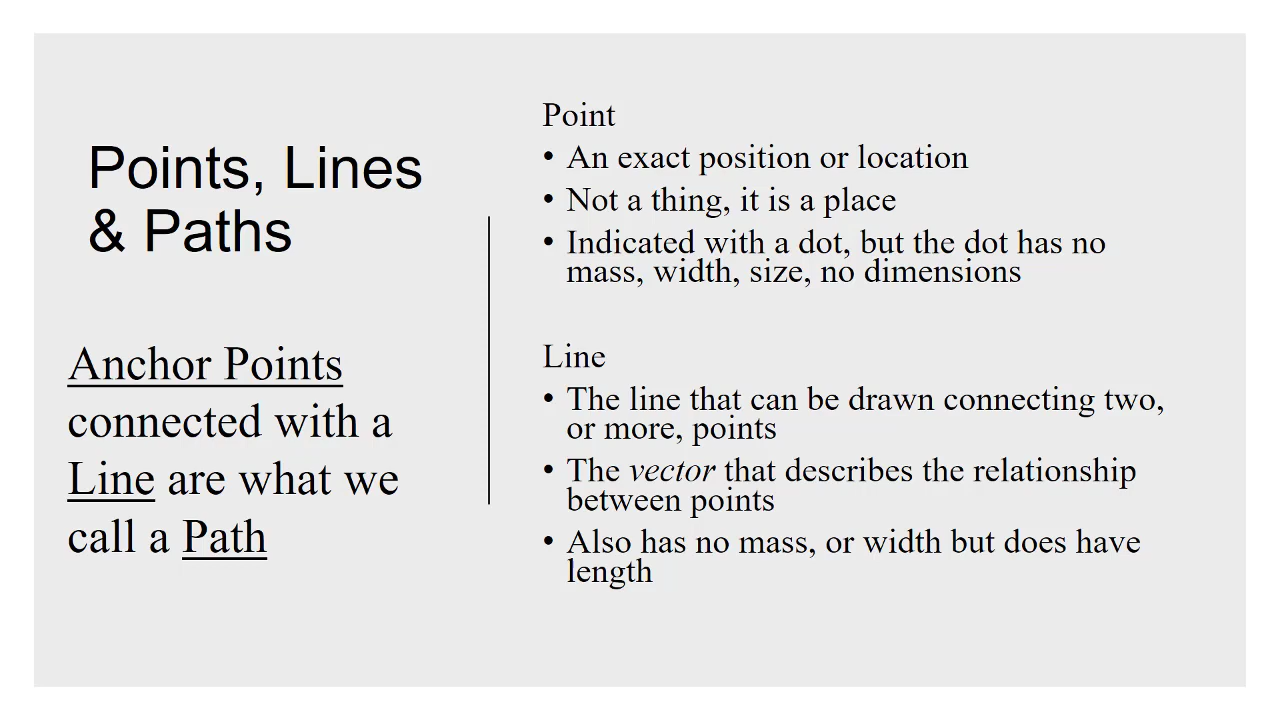 Points, Lines
& Paths
Anchor Points
connected with a
Line are what we
call a Path
Point
• An exact position or location
• Not a thing, it is a place
• Indicated with a dot, but the dot has no
mass, width, size, no dimensions
Line
• The line that can be drawn connecting two,
or more, points
• The vector that describes the relationship
between points
• Also has no mass, or width but does have
length